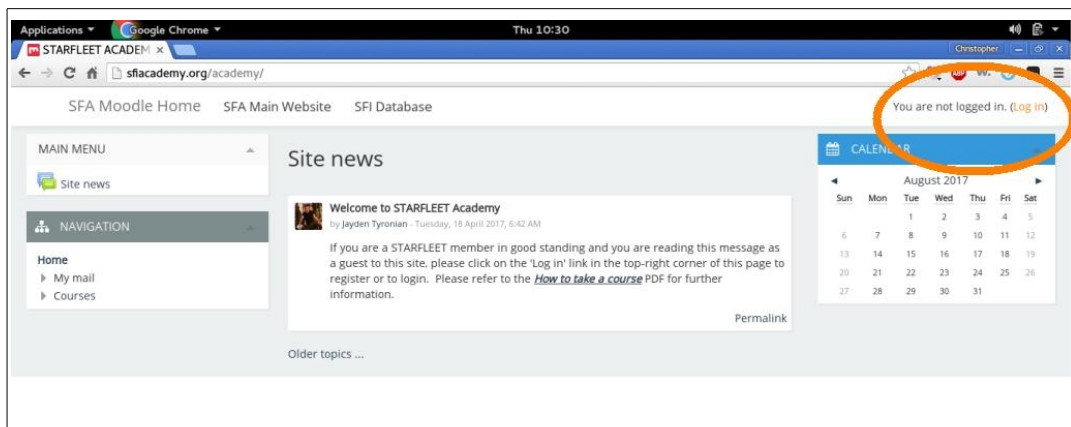 Applications Google Chrome Thu 10:30
STARFLEET ACADEM × Christopher
sfiacademy.org/academy/ ABP W.
SFA Moodle Home SFA Main Website SFI Database You are not logged in. (Log in)
MAIN MENU
Site news
NAVIGATION
Home
My mail
Courses
Site news
Welcome to STARFLEET Academy
by Jayden Tyronian - Tuesday, 18 April 2017, 6:42 AM
If you are a STARFLEET member in good standing and you are reading this message as
a guest to this site, please click on the 'Log in' link in the top-right corner of this page to
register or to login. Please refer to the How to take a course PDF for further
information.
Permalink
Older topics ...
CALENDAR
August 2017
Sun Mon Tue Wed Thu Fri Sat
1 2 3 4 5
6 7 8 9 10 11 12
13 14 15 16 17 18 19
20 21 22 23 24 25 26
27 28 29 30 31